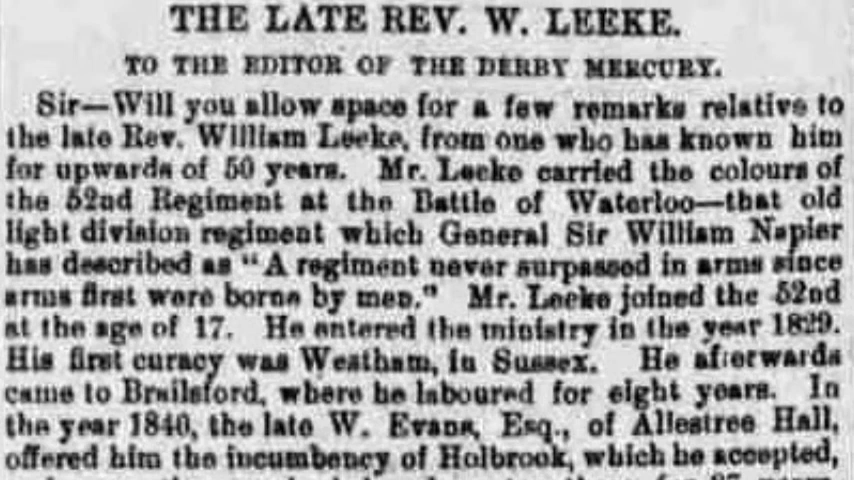 THE LATE REV. W. LEEKE.
TO THE EDITOR OF THE DERBY MERCURY.
Sir—Will you allow space for a few remarks relative to
the late Rev. William Leeke, from one who has known him
for upwards of 50 years. Mr. Leeke carried the colours of
the 52nd Regiment at the Battle of Waterloo—that old
light division regiment which General Sir William Napier
has described as "A regiment never surpassed in arms since
arms first were borne by men." Mr. Leeke joined the 52nd
at the age of 17. He entered the ministry in the year 1829.
His first curacy was Westham, in Sussex. He afterwards
came to Brailsford, where he laboured for eight years. In
the year 1840, the late W. Evans, Esq., of Allestree Hall,
offered him the incumbency of Holbrook, which he accepted,